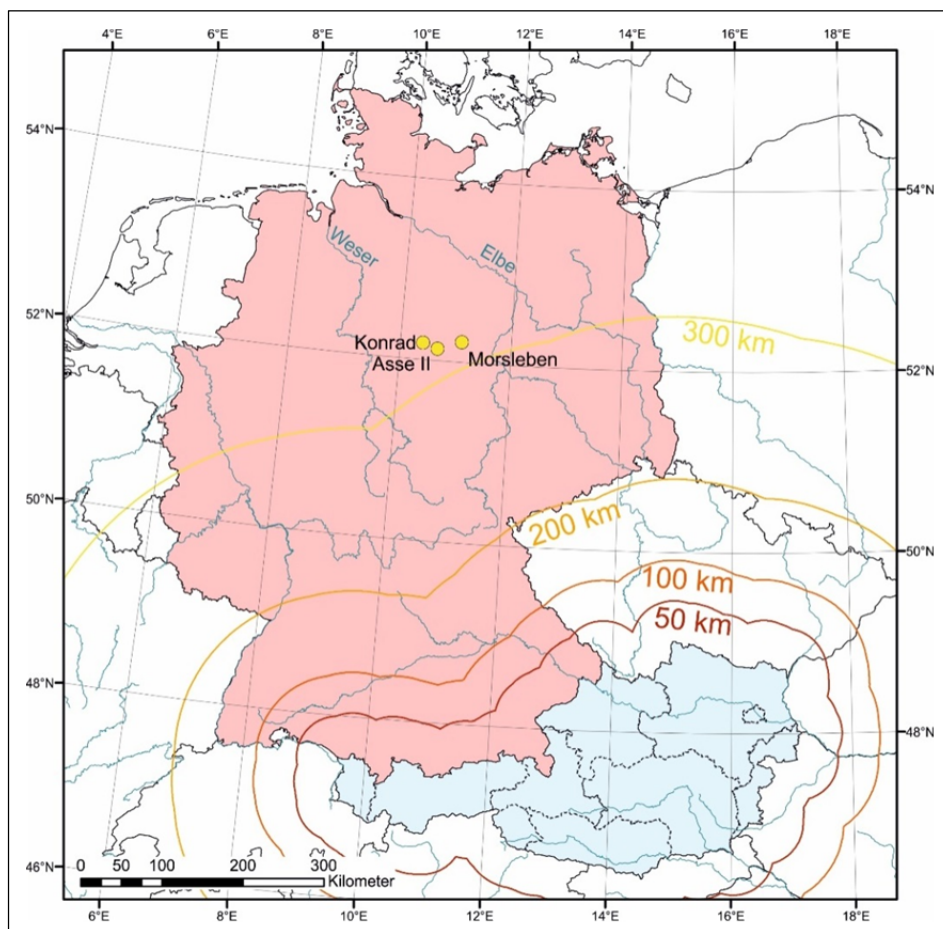 4°E 6°E 8°E 10°E 12°E 14°E 16°E 18°E
54°N
54°N
Weser
Elbe
52°N
300 km
Konrad
Asse II
Morsleben
52°N
50°N
200 km
50°N
100 km
50 km
48°N
48°N
46°N
46°N
0 50 100 200 300
Kilometer
6°E 8°E 10°E 12°E 14°E 16°E 18°E